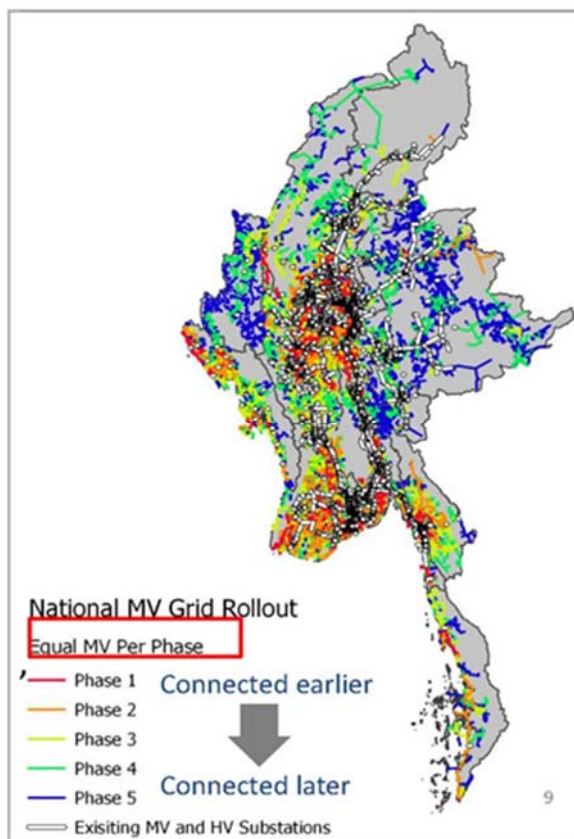 National MV Grid Rollout
Equal MV Per Phase
,
Phase 1
Connected earlier
Phase 2
Phase 3
Phase 4
Connected later
Phase 5
9
Exisiting MV and HV Substations